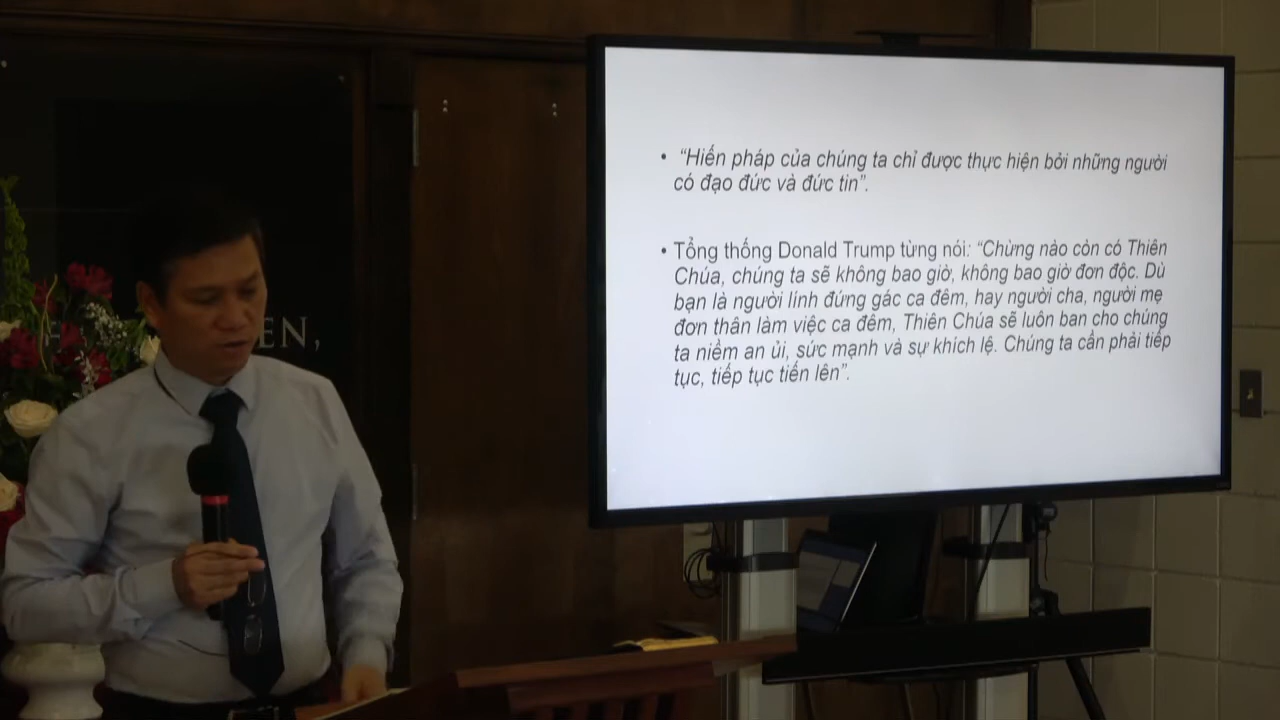 • “Hiến pháp của chúng ta chỉ được thực hiện bởi những người
có đạo đức và đức tin”.
• Tổng thống Donald Trump từng nói: “Chừng nào còn có Thiên
Chúa, chúng ta sẽ không bao giờ, không bao giờ đơn độc. Dù
bạn là người lính đứng gác ca đêm, hay người cha, người mẹ
đơn thân làm việc ca đêm, Thiên Chúa sẽ luôn ban cho chúng
ta niềm an ủi, sức mạnh và sự khích lệ. Chúng ta cần phải tiếp
tục, tiếp tục tiến lên”.